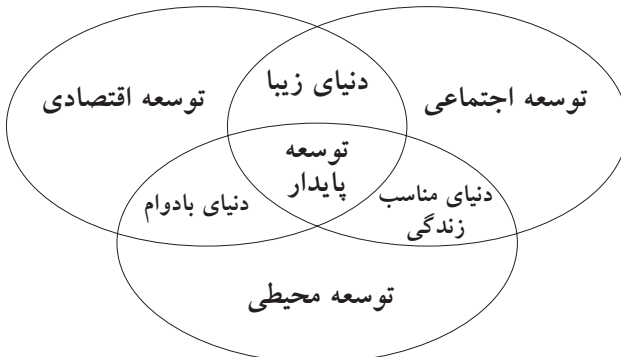 دنیای زیبا
توسعه اجتماعی
توسعه اقتصادی
توسعه
پایدار
دنیای مناسب
زندگی
دنیای بادوام
توسعه محیطی